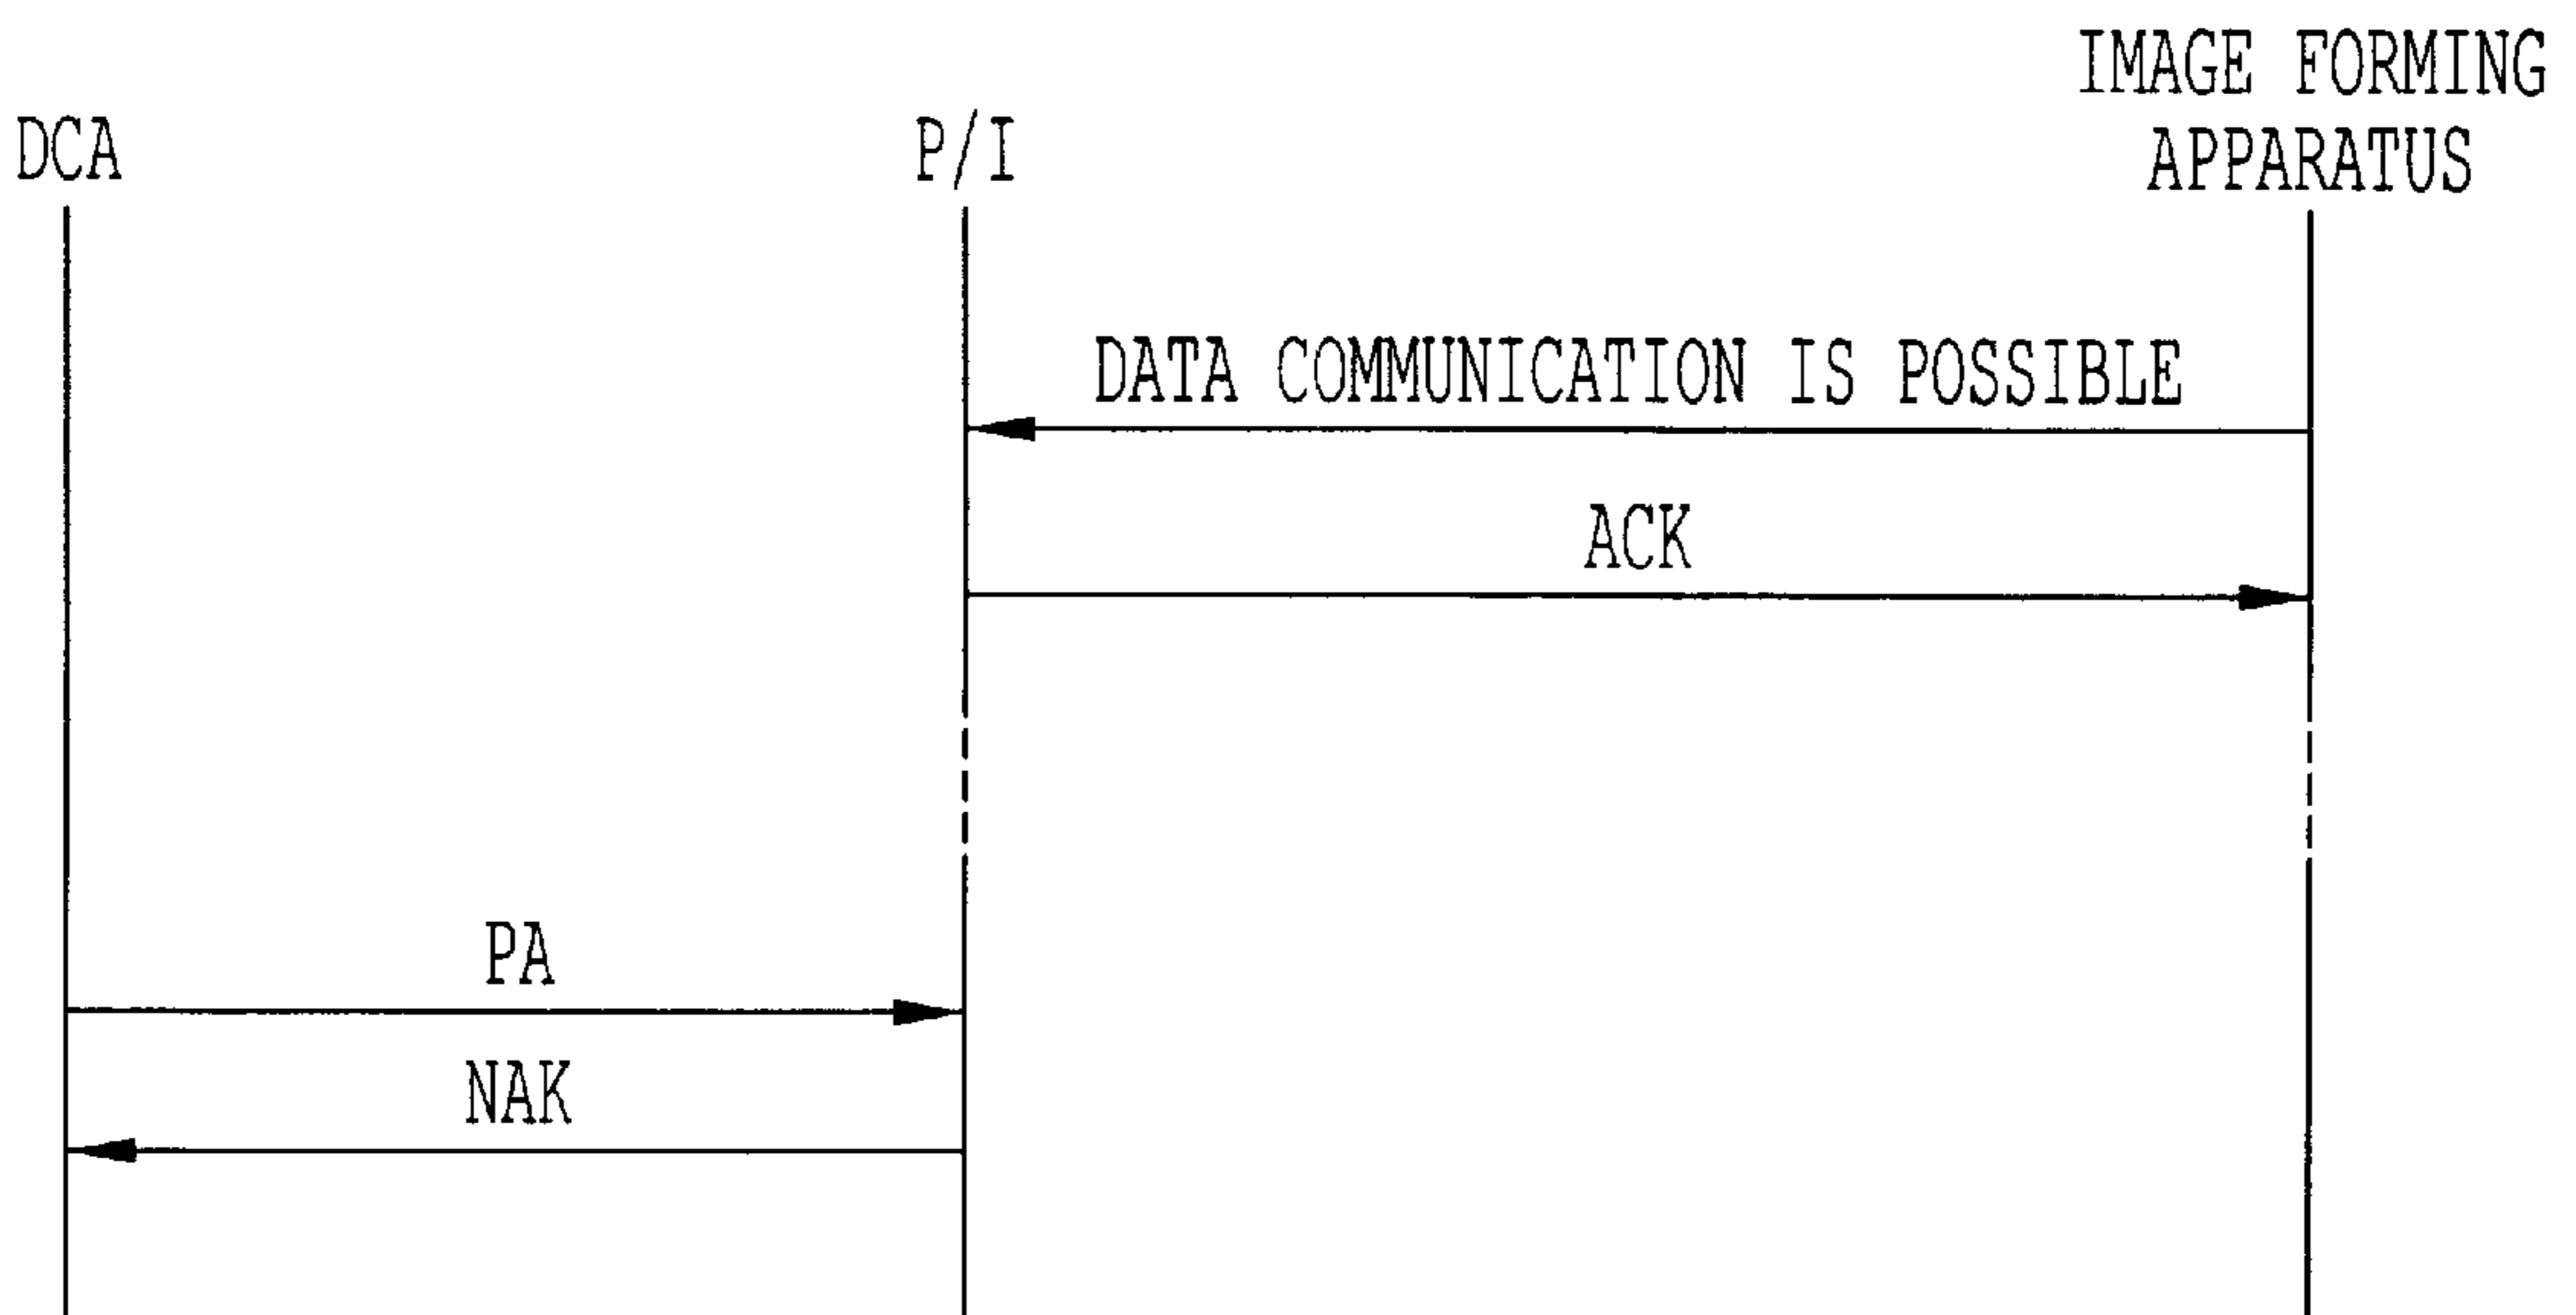 DCA
P/I
IMAGE FORMING
APPARATUS
DATA COMMUNICATION IS POSSIBLE
ACK
PA
NAK